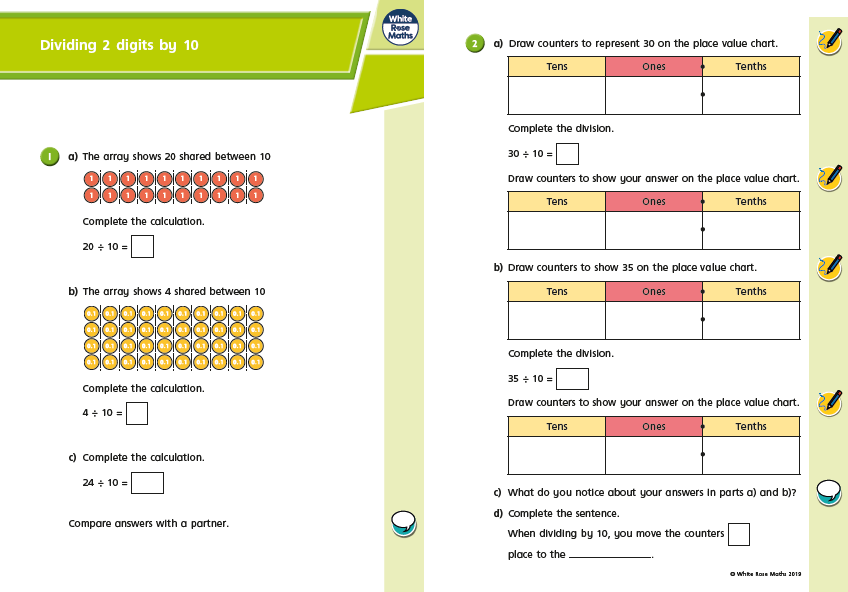 Dividing 2 digits by 10
White
Rose
Maths
1
a) The array shows 20 shared between 10
1 1 1 1 1 1 1 1 1 1
1 1 1 1 1 1 1 1 1 1
Complete the calculation.
20 ÷ 10 =
b) The array shows 4 shared between 10
0.1 0.1 0.1 0.1 0.1 0.1 0.1 0.1 0.1 0.1
0.1 0.1 0.1 0.1 0.1 0.1 0.1 0.1 0.1 0.1
0.1 0.1 0.1 0.1 0.1 0.1 0.1 0.1 0.1 0.1
0.1 0.1 0.1 0.1 0.1 0.1 0.1 0.1 0.1 0.1
Complete the calculation.
4 ÷ 10 =
c) Complete the calculation.
24 ÷ 10 =
Compare answers with a partner.
2
a) Draw counters to represent 30 on the place value chart.
Tens Ones Tenths
Complete the division.
30 ÷ 10 =
Draw counters to show your answer on the place value chart.
Tens Ones Tenths
b) Draw counters to show 35 on the place value chart.
Tens Ones Tenths
Complete the division.
35 ÷ 10 =
Draw counters to show your answer on the place value chart.
Tens Ones Tenths
c) What do you notice about your answers in parts a) and b)?
d) Complete the sentence.
When dividing by 10, you move the counters
place to the ____________.
© White Rose Maths 2019